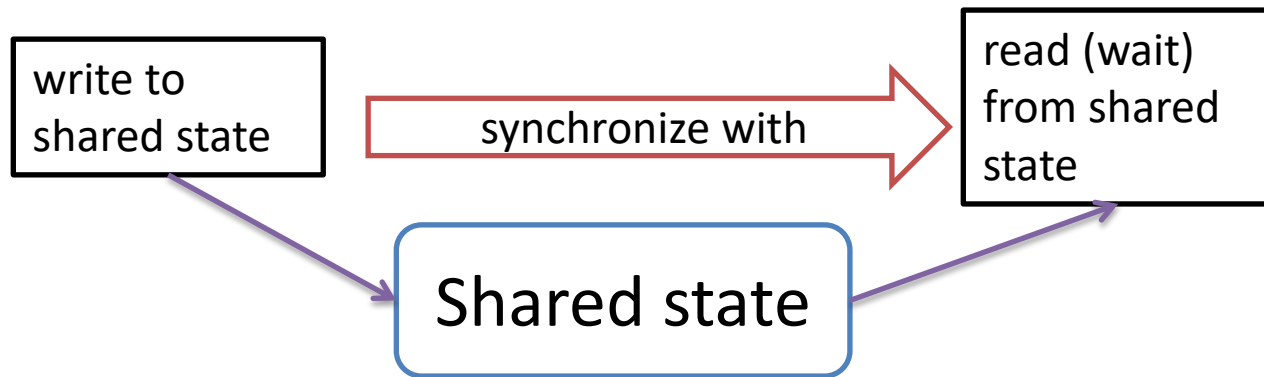 write to
shared state
synchronize with
read (wait)
from shared
state
Shared state